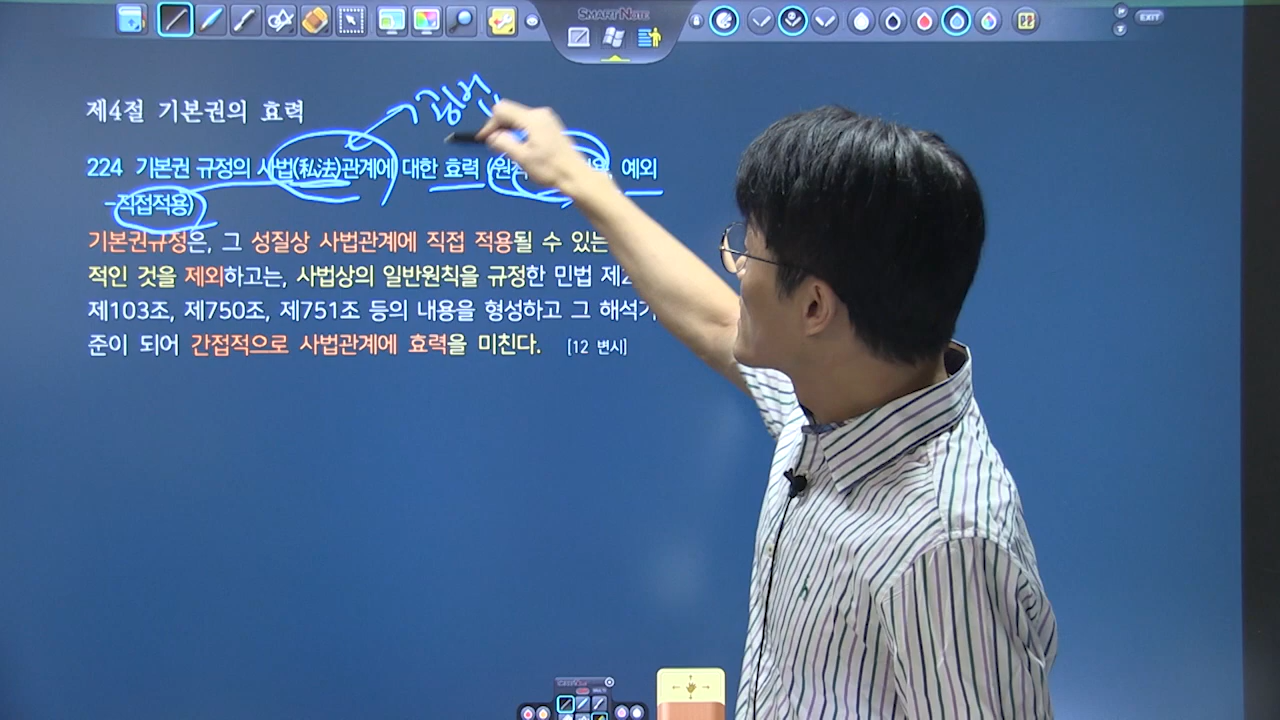 SMARTNOTE
EXIT
공법
제4절 기본권의 효력
224 기본권 규정의 사법(私法)관계에 대한 효력 (원칙 예외
-직접적용)
기본권규정은, 그 성질상 사법관계에 직접 적용될 수 있는
적인 것을 제외하고는, 사법상의 일반원칙을 규정한 민법 제2
제103조, 제750조, 제751조 등의 내용을 형성하고 그 해석기
준이 되어 간접적으로 사법관계에 효력을 미친다. [12 변시]